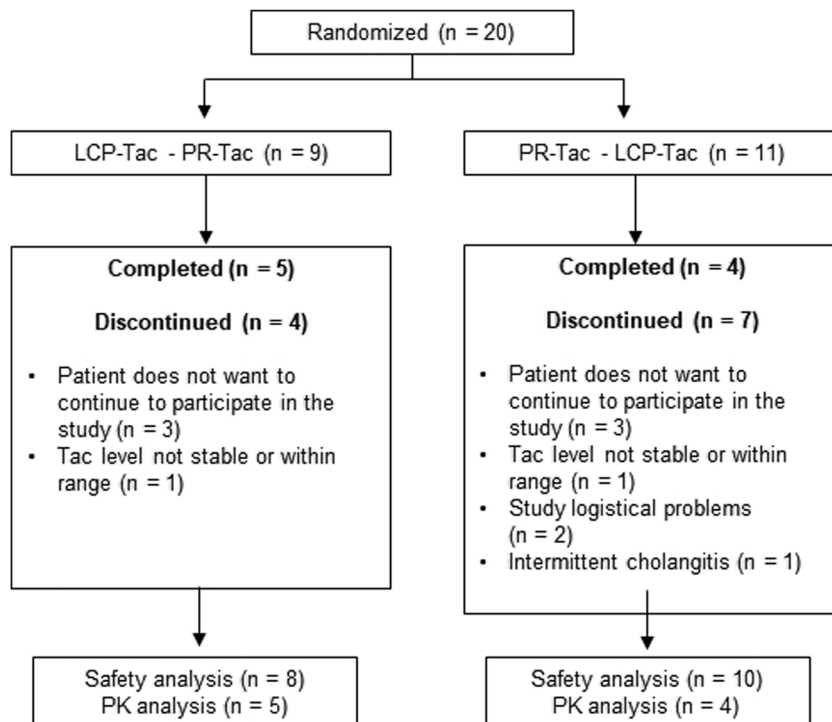 Randomized (n = 20)
LCP-Tac - PR-Tac (n = 9)
PR-Tac - LCP-Tac (n = 11)
Completed (n = 5)
Discontinued (n = 4)
• Patient does not want to
continue to participate in the
study (n = 3)
• Tac level not stable or within
range (n = 1)
Completed (n = 4)
Discontinued (n = 7)
• Patient does not want to
continue to participate in the
study (n = 3)
• Tac level not stable or within
range (n = 1)
• Study logistical problems
(n = 2)
• Intermittent cholangitis (n = 1)
Safety analysis (n = 8)
PK analysis (n = 5)
Safety analysis (n = 10)
PK analysis (n = 4)